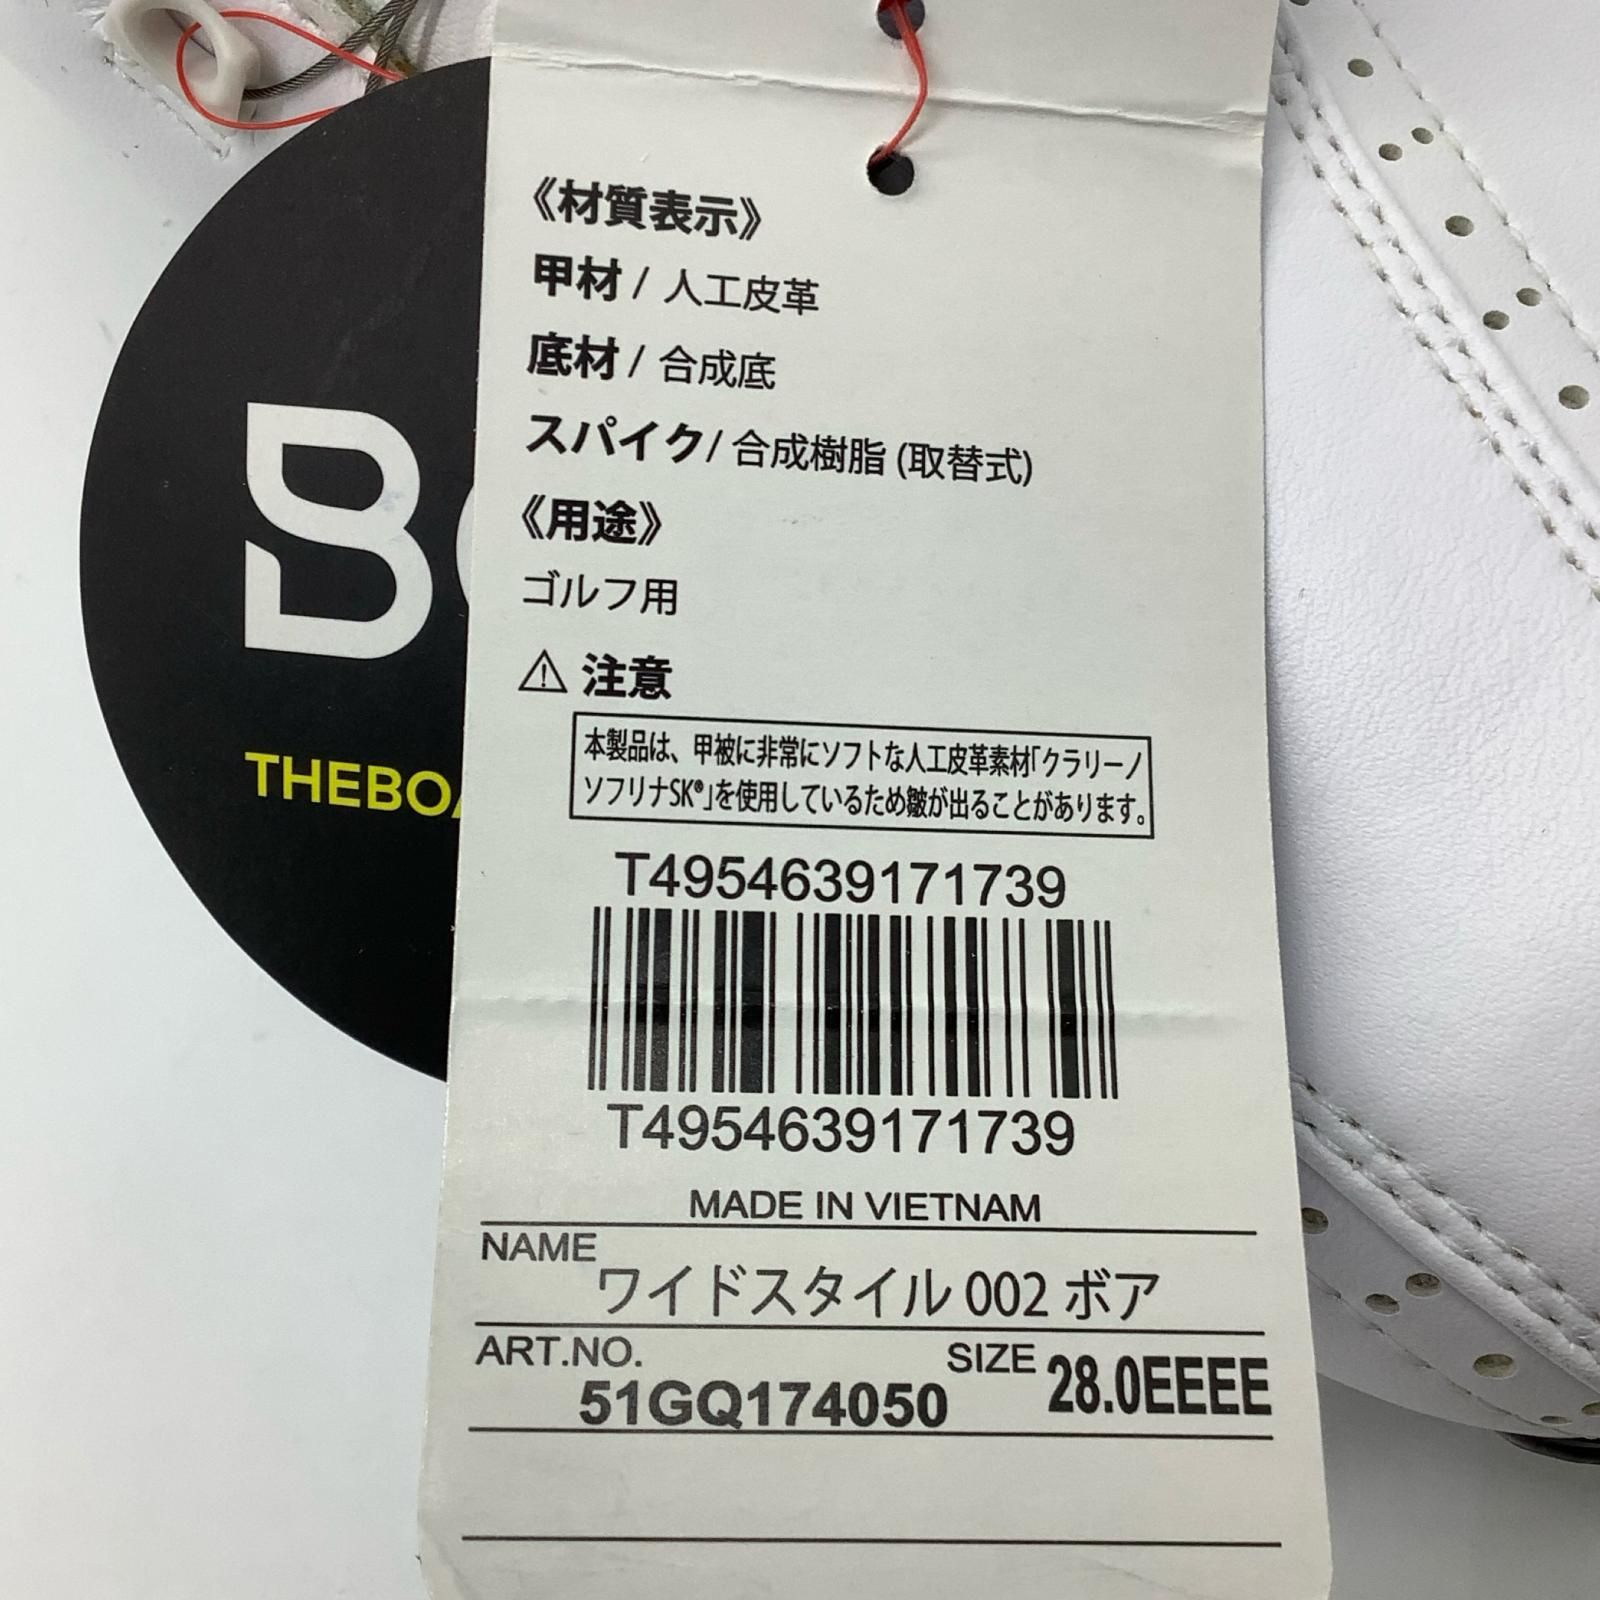 《材質表示》
甲材 / 人工皮革
底材 / 合成底
スパイク/ 合成樹脂 (取替式)
《用途》
ゴルフ用
⚠ 注意
本製品は、甲被に非常にソフトな人工皮革素材｢クラリーノ
ソフリナSK®｣を使用しているため皺が出ることがあります。
T4954639171739
T4954639171739
MADE IN VIETNAM
NAME
ワイドスタイル 002 ボア
ART.NO.
51GQ174050
SIZE 28.0EEEE
B
THEBOA